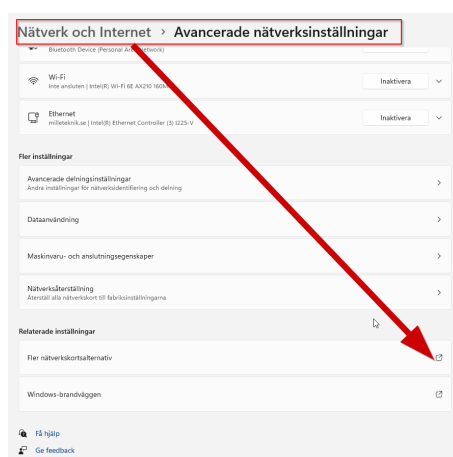 Nätverk och Internet > Avancerade nätverksinställningar
Bluetooth Device (Personal Area Network)
Wi-Fi
Inte ansluten | Intel(R) Wi-Fi 6E AX210 160MHz
Inaktivera
Ethernet
milleteknik.se | Intel(R) Ethernet Controller (3) I225-V
Inaktivera
Fler inställningar
Avancerade delningsinställningar
Ändra inställningar för nätverksidentifiering och delning
Dataanvändning
Maskinvaru- och anslutningsegenskaper
Nätverksåterställning
Återställ alla nätverkskort till fabriksinställningarna
Relaterade inställningar
Fler nätverkskortsalternativ
Windows-brandväggen
Få hjälp
Ge feedback